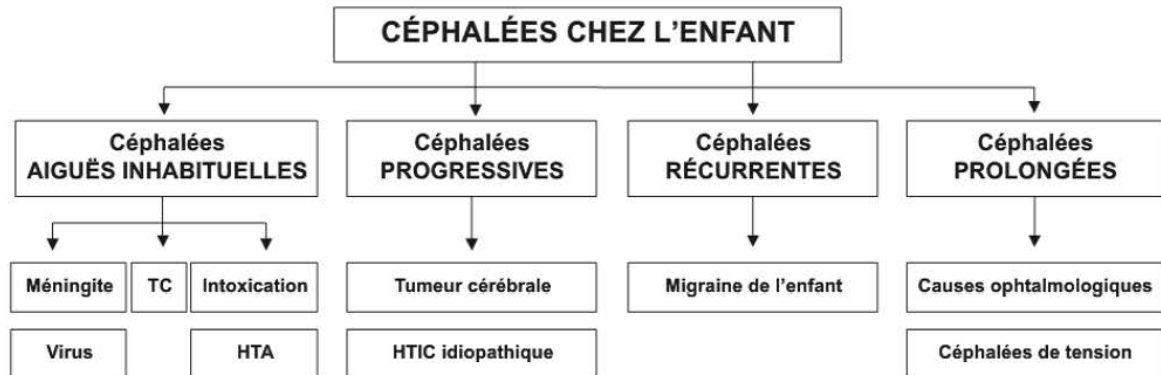 CÉPHALÉES CHEZ L'ENFANT
Céphalées
AIGUËS INHABITUELLES
Céphalées
PROGRESSIVES
Céphalées
RÉCURRENTES
Céphalées
PROLONGÉES
Méningite
TC
Intoxication
Tumeur cérébrale
Migraine de l'enfant
Causes ophtalmologiques
Virus
HTA
HTIC idiopathique
Céphalées de tension